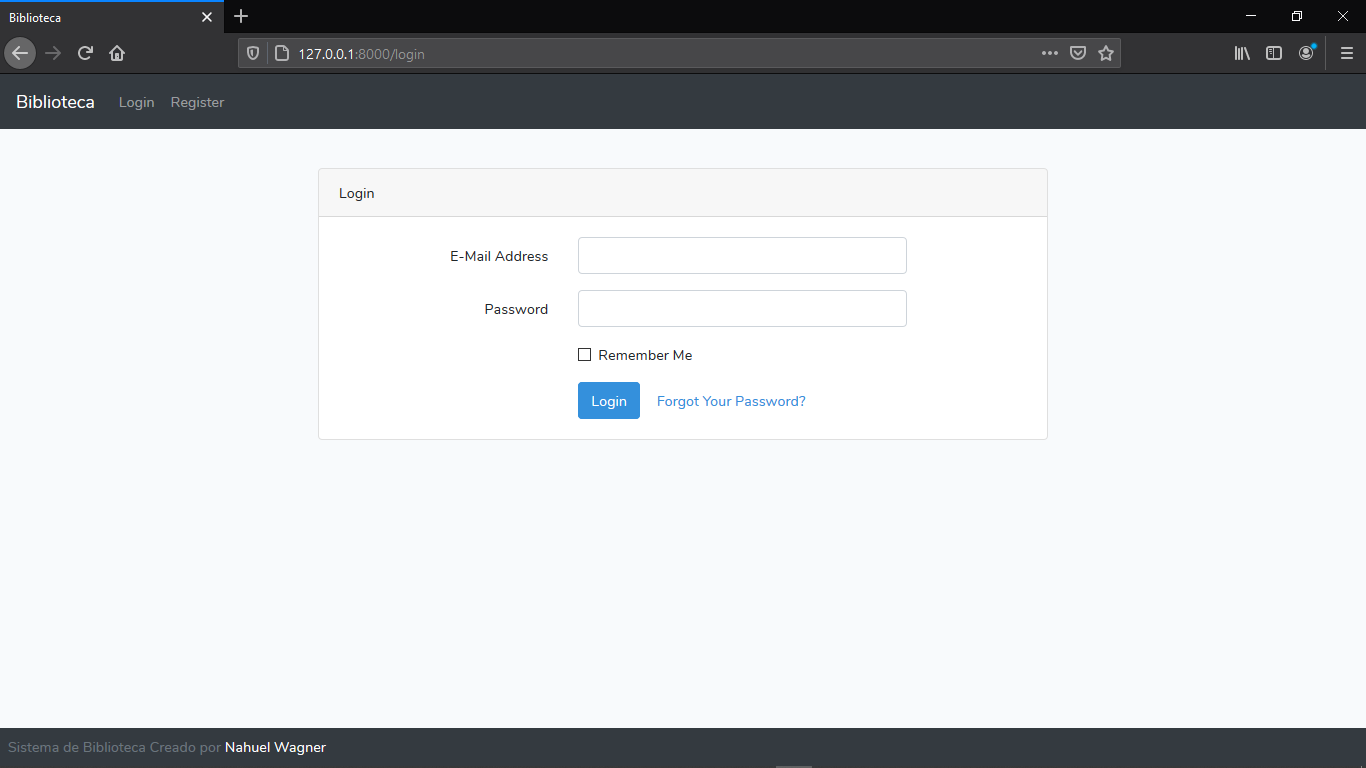 Biblioteca
127.0.0.1:8000/login
Biblioteca Login Register
Login
E-Mail Address
Password
Remember Me
Login Forgot Your Password?
Sistema de Biblioteca Creado por Nahuel Wagner